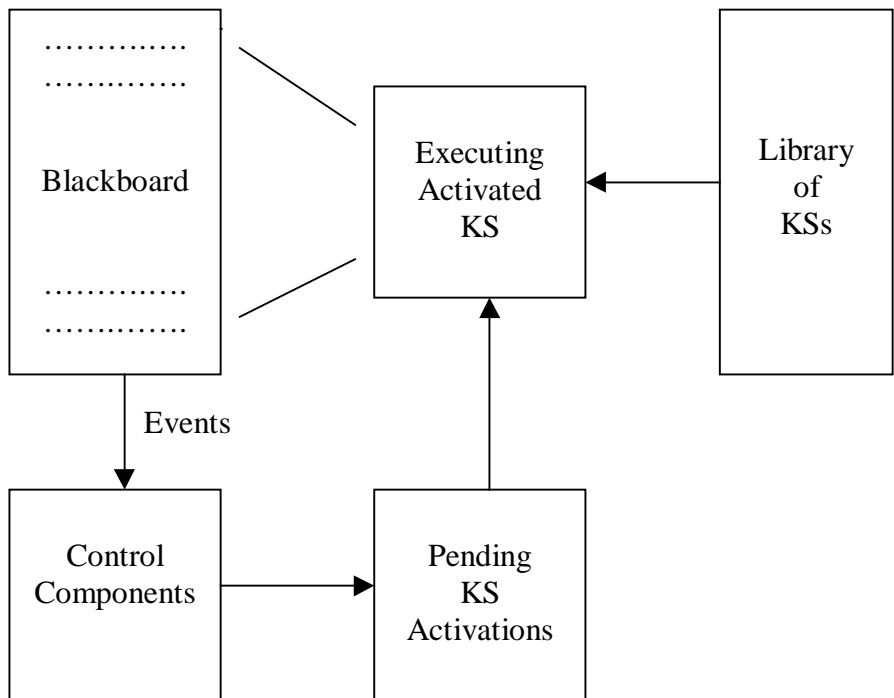 …………..
…………..
Blackboard
…………..
…………..
Executing
Activated
KS
Library
of
KSs
Events
Control
Components
Pending
KS
Activations